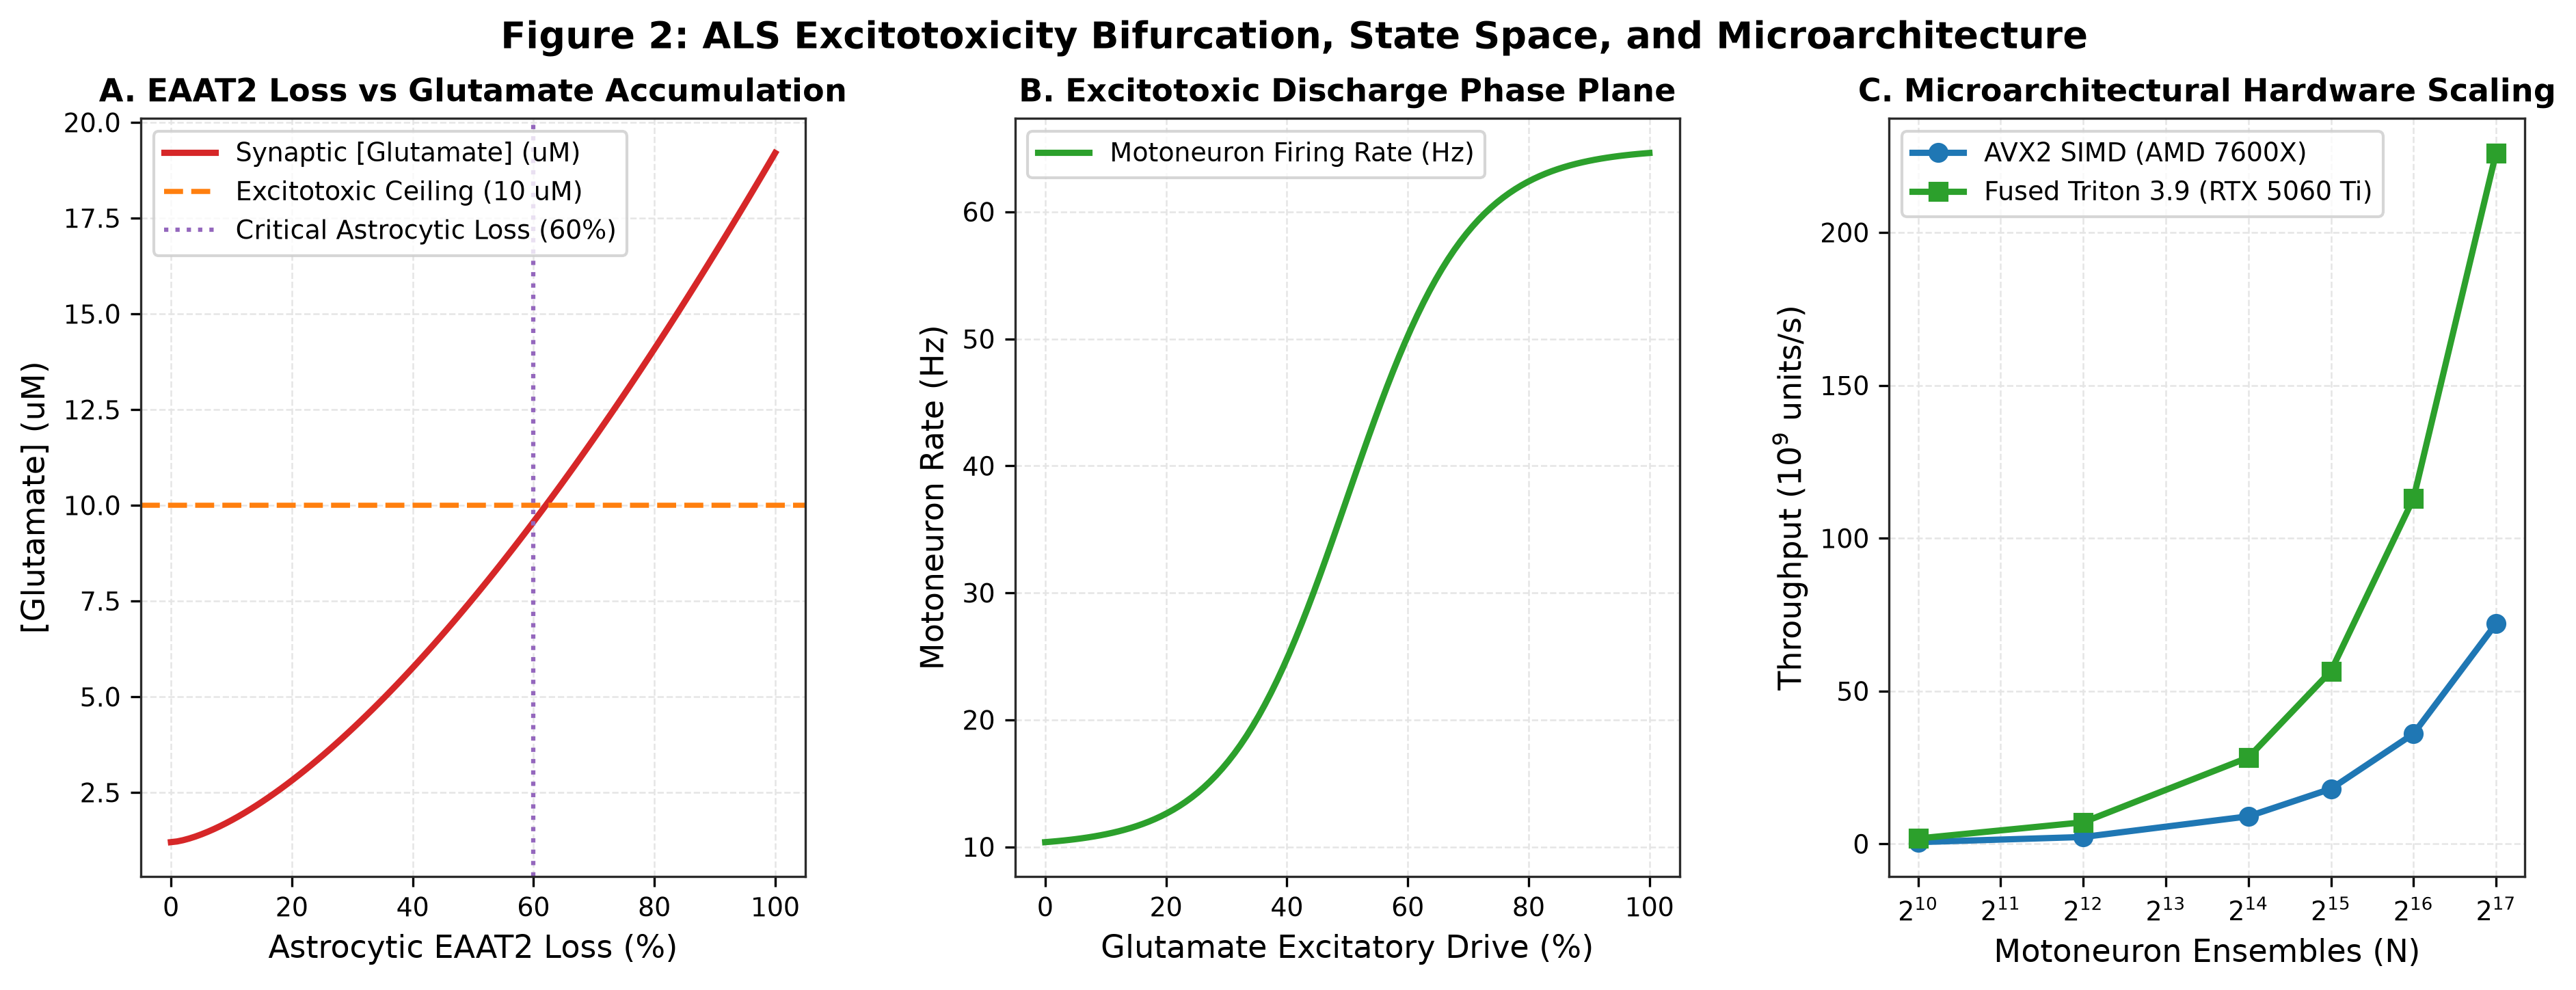 Figure 2: ALS Excitotoxicity Bifurcation, State Space, and Microarchitecture
A. EAAT2 Loss vs Glutamate Accumulation
Synaptic [Glutamate] (uM)
Excitotoxic Ceiling (10 uM)
Critical Astrocytic Loss (60%)
[Glutamate] (uM)
20.0
17.5
15.0
12.5
10.0
7.5
5.0
2.5
0 20 40 60 80 100
Astrocytic EAAT2 Loss (%)
B. Excitotoxic Discharge Phase Plane
Motoneuron Firing Rate (Hz)
Motoneuron Rate (Hz)
60
50
40
30
20
10
0 20 40 60 80 100
Glutamate Excitatory Drive (%)
C. Microarchitectural Hardware Scaling
AVX2 SIMD (AMD 7600X)
Fused Triton 3.9 (RTX 5060 Ti)
Throughput (10⁹ units/s)
200
150
100
50
0
2¹⁰ 2¹¹ 2¹² 2¹³ 2¹⁴ 2¹⁵ 2¹⁶ 2¹⁷
Motoneuron Ensembles (N)